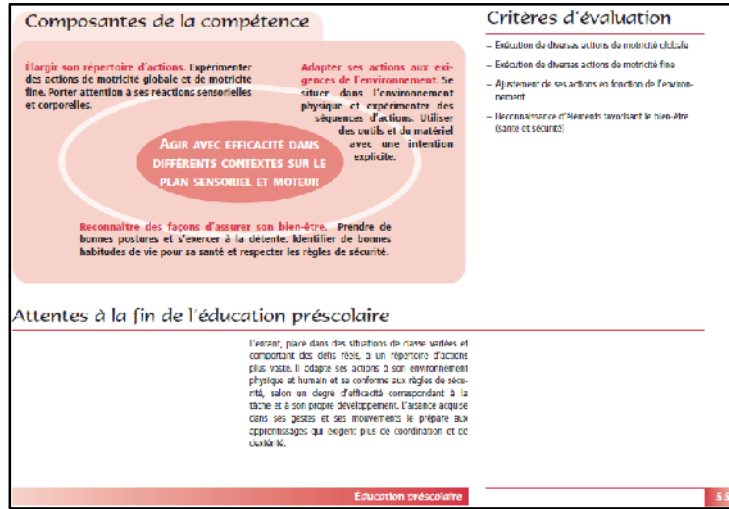 Composantes de la compétence
Élargir son répertoire d'actions. Expérimenter
des actions de motricité globale et de motricité
fine. Porter attention à ses réactions sensorielles
et corporelles.
Adapter ses actions aux exi-
gences de l'environnement. Se
situer dans l'environnement
physique et expérimenter des
séquences d'actions. Utiliser
des outils et du matériel
avec une intention
explicite.
AGIR AVEC EFFICACITÉ DANS
DIFFÉRENTS CONTEXTES SUR LE
PLAN SENSORIEL ET MOTEUR
Reconnaître des façons d'assurer son bien-être. Prendre de
bonnes postures et s'exercer à la détente. Identifier de bonnes
habitudes de vie pour sa santé et respecter les règles de sécurité.
Critères d'évaluation
– Exécution de diverses actions de motricité globale
– Exécution de diverses actions de motricité fine
– Ajustement de ses actions en fonction de l'environ-
nement
– Reconnaissance d'éléments favorisant le bien-être
(santé et sécurité)
Attentes à la fin de l'éducation préscolaire
L'enfant, placé dans des situations de classe variées et
comportant des défis réels, a un répertoire d'actions
plus vaste. Il adapte ses actions à son environnement
physique et humain et se conforme aux règles de sécu-
rité, selon un degré d'efficacité correspondant à la
tâche et à son propre développement. L'aisance acquise
dans ses gestes et ses mouvements le prépare aux
apprentissages qui exigent plus de coordination et de
dextérité.
Éducation préscolaire